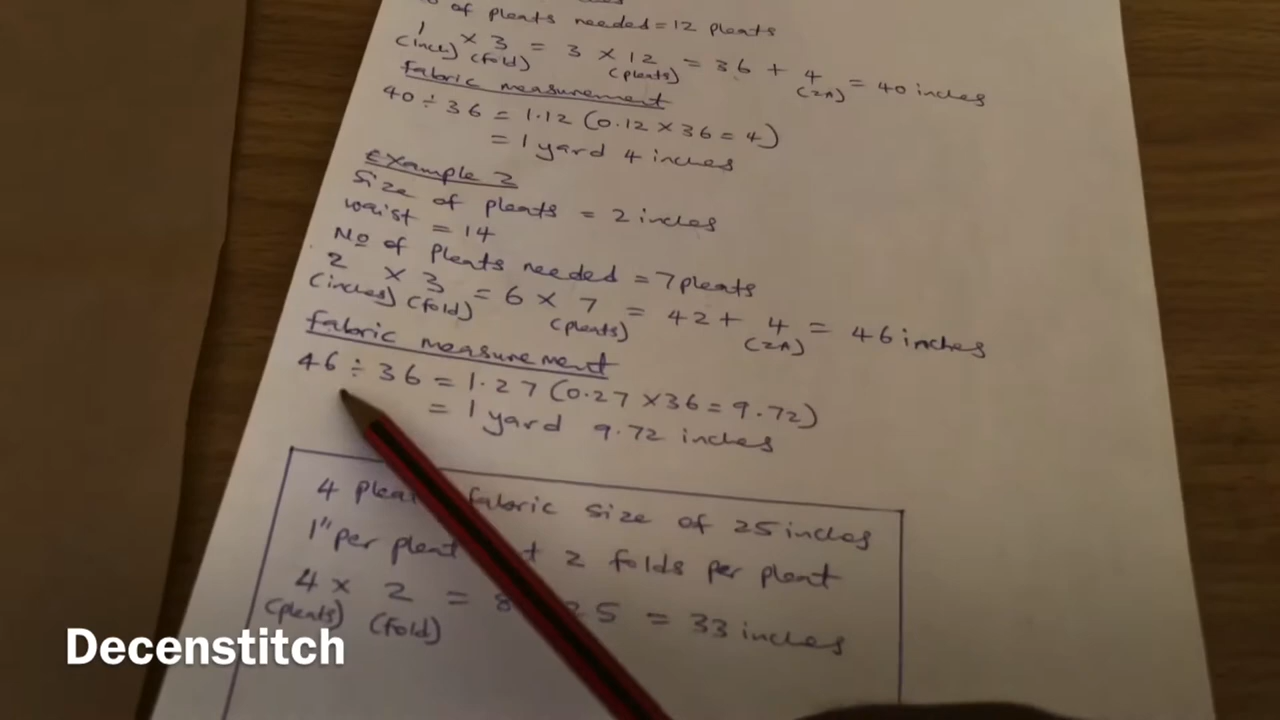 of pleats needed = 12 pleats
1 × 3 = 3 × 12 = 36 + 4 = 40 inches
(inch) (fold) (pleats) (2A)
fabric measurement
40 ÷ 36 = 1.12 (0.12 × 36 = 4)
= 1 yard 4 inches
Example 2
Size of pleats = 2 inches
waist = 14
No of pleats needed = 7 pleats
2 × 3 = 6 × 7 = 42 + 4 = 46 inches
(inches) (fold) (pleats) (2A)
fabric measurement
46 ÷ 36 = 1.27 (0.27 × 36 = 9.72)
= 1 yard 9.72 inches
4 fabric size of 25 inches
1" per pleat 2 folds per pleat
4 × 2 = 8 25 = 33 inches
(pleats) (fold)
Decenstitch